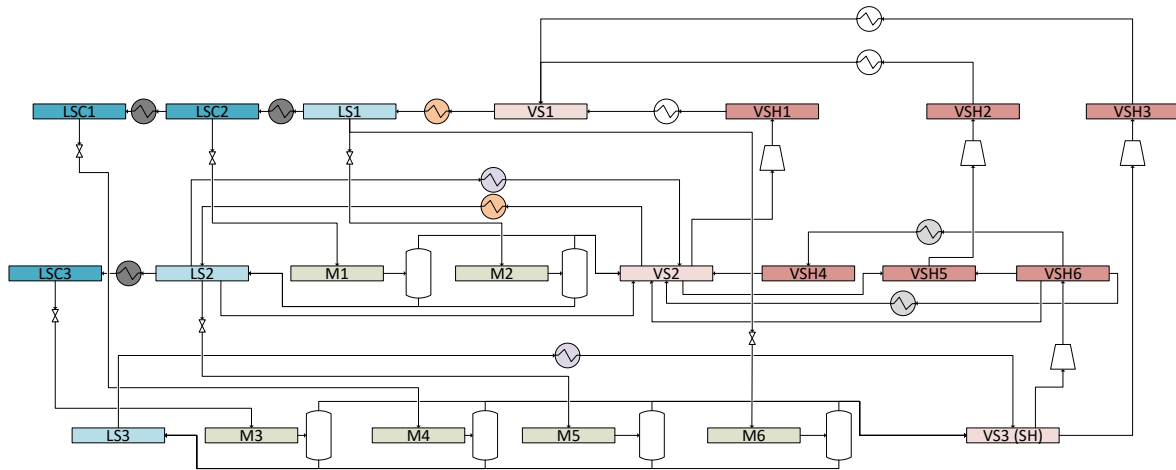 LSC1
LSC2
LS1
VS1
VSH1
VSH2
VSH3
LSC3
LS2
M1
M2
VS2
VSH4
VSH5
VSH6
LS3
M3
M4
M5
M6
VS3 (SH)